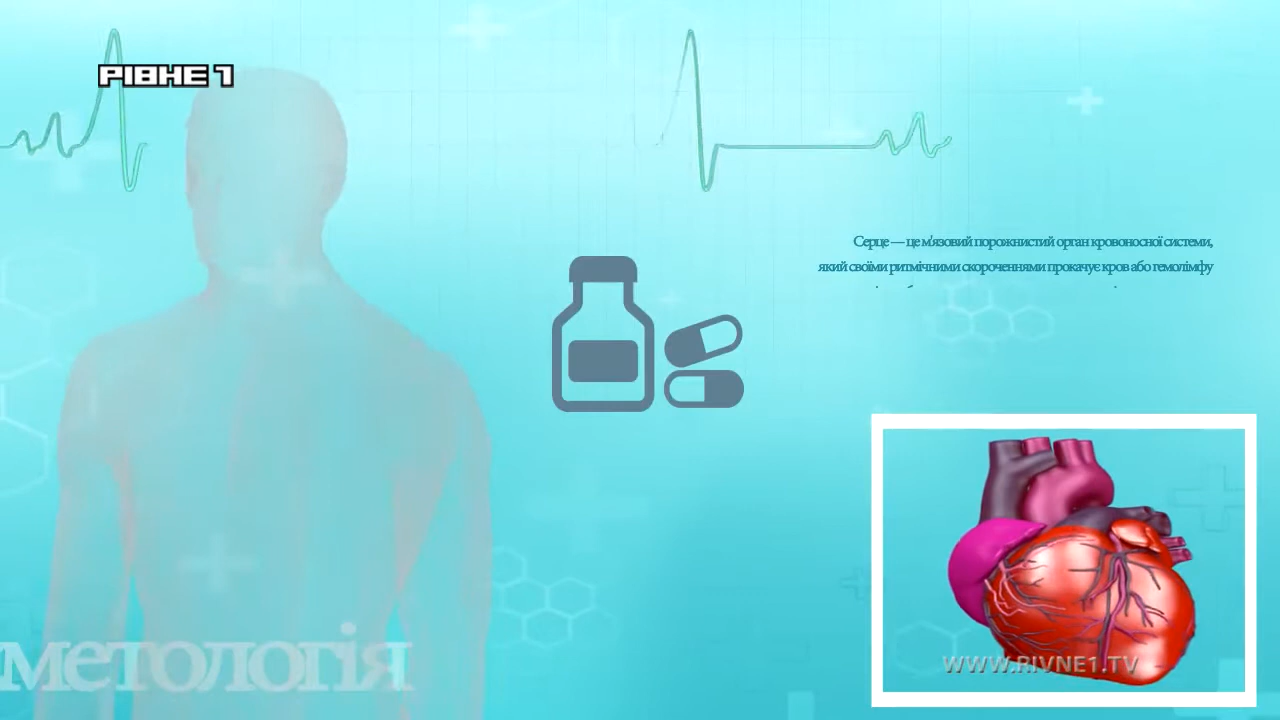 РІВНЕ 1
Серце — це м'язовий порожнистий орган кровоносної системи,
який своїми ритмічними скороченнями прокачує кров або гемолімфу
метологія
WWW.RIVNE1.TV